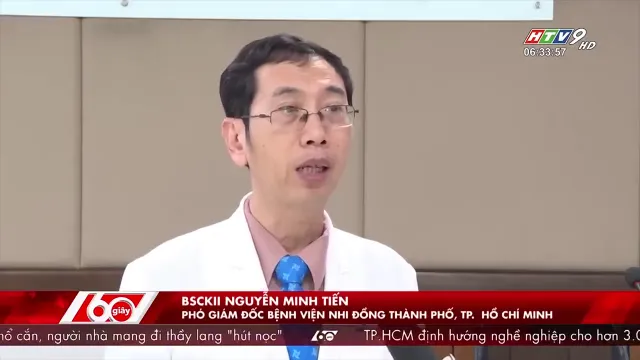 HTV9 HD
06:33:57
BSCKII NGUYỄN MINH TIẾN
PHÓ GIÁM ĐỐC BỆNH VIỆN NHI ĐỒNG THÀNH PHỐ, TP. HỒ CHÍ MINH
60 giây
cắn, người nhà mang đi thầy lang "hút nọc" 60 TP.HCM định hướng nghề nghiệp cho hơn 3.0